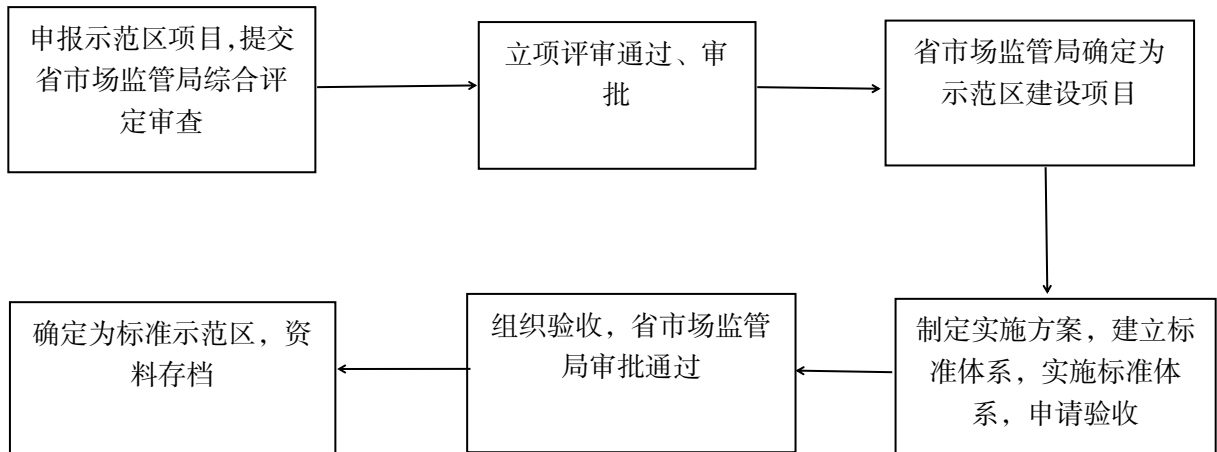 申报示范区项目,提交
省市场监管局综合评
定审查
立项评审通过、审
批
省市场监管局确定为
示范区建设项目
制定实施方案，建立标
准体系，实施标准体
系，申请验收
组织验收，省市场监管
局审批通过
确定为标准示范区，资
料存档